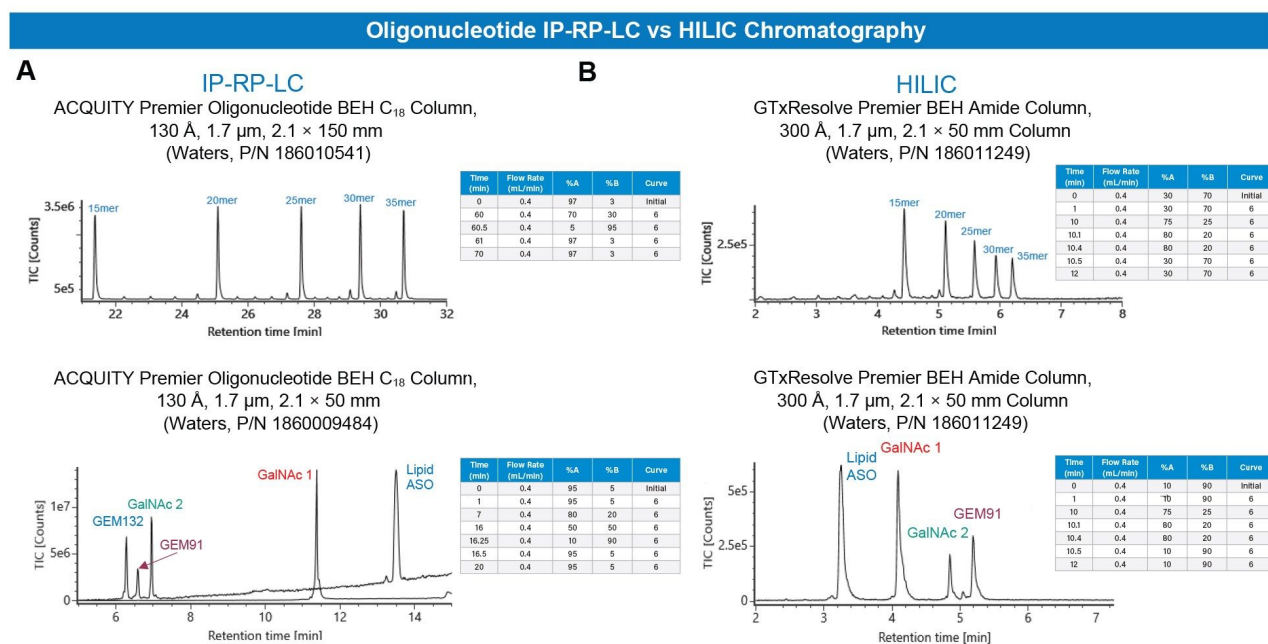 Oligonucleotide IP-RP-LC vs HILIC Chromatography
A
IP-RP-LC
ACQUITY Premier Oligonucleotide BEH C₁₈ Column,
130 Å, 1.7 µm, 2.1 × 150 mm
(Waters, P/N 186010541)
TIC [Counts]
3.5e6
5e5
15mer
20mer
25mer
30mer
35mer
22 24 26 28 30 32
Retention time [min]
Time (min) Flow Rate (mL/min) %A %B Curve
0 0.4 97 3 Initial
60 0.4 70 30 6
60.5 0.4 5 95 6
61 0.4 97 3 6
70 0.4 97 3 6
ACQUITY Premier Oligonucleotide BEH C₁₈ Column,
130 Å, 1.7 µm, 2.1 × 50 mm
(Waters, P/N 1860009484)
TIC [Counts]
1e7
5e6
0
GEM132
GEM91
GalNAc 2
GalNAc 1
Lipid
ASO
6 8 10 12 14
Retention time [min]
Time (min) Flow Rate (mL/min) %A %B Curve
0 0.4 95 5 Initial
1 0.4 95 5 6
7 0.4 80 20 6
16 0.4 50 50 6
16.25 0.4 10 90 6
16.5 0.4 95 5 6
20 0.4 95 5 6
B
HILIC
GTxResolve Premier BEH Amide Column,
300 Å, 1.7 µm, 2.1 × 50 mm Column
(Waters, P/N 186011249)
TIC [Counts]
2.5e5
15mer
20mer
25mer
30mer
35mer
2 3 4 5 6 7 8
Retention time [min]
Time (min) Flow Rate (mL/min) %A %B Curve
0 0.4 30 70 Initial
1 0.4 30 70 6
10 0.4 75 25 6
10.1 0.4 80 20 6
10.4 0.4 80 20 6
10.5 0.4 30 70 6
12 0.4 30 70 6
GTxResolve Premier BEH Amide Column,
300 Å, 1.7 µm, 2.1 × 50 mm Column
(Waters, P/N 186011249)
TIC [Counts]
5e5
2.5e5
0
Lipid
ASO
GalNAc 1
GalNAc 2
GEM91
2 3 4 5 6 7
Retention time [min]
Time (min) Flow Rate (mL/min) %A %B Curve
0 0.4 10 90 Initial
1 0.4 10 90 6
10 0.4 75 25 6
10.1 0.4 80 20 6
10.4 0.4 80 20 6
10.5 0.4 10 90 6
12 0.4 10 90 6